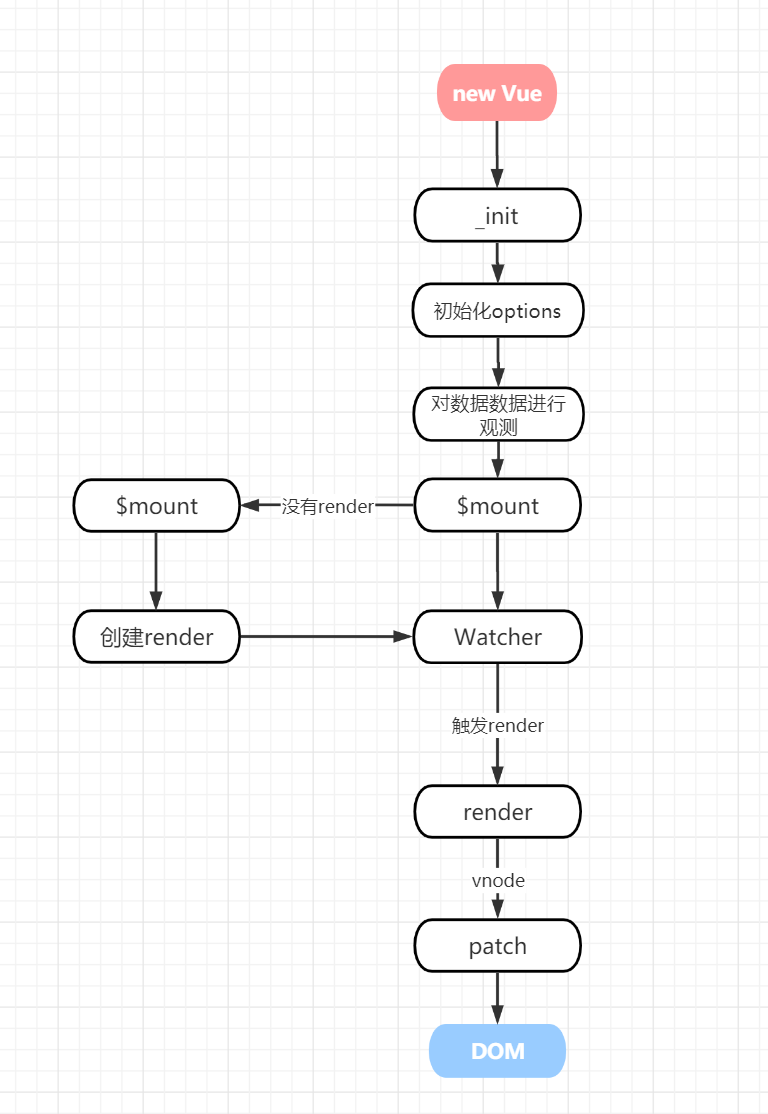 new Vue
_init
初始化options
对数据数据进行
观测
$mount
没有render
$mount
创建render
Watcher
触发render
render
vnode
patch
DOM